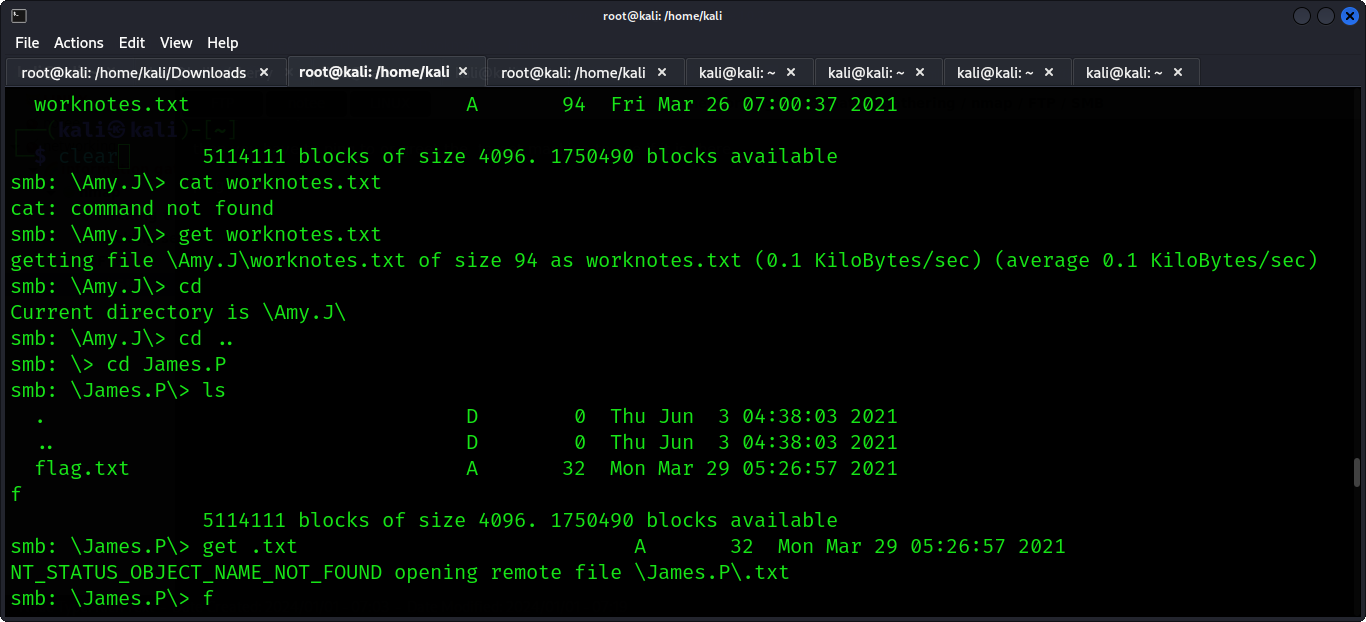 root@kali: /home/kali
File Actions Edit View Help
root@kali: /home/kali/Downloads × root@kali: /home/kali × root@kali: /home/kali × kali@kali: ~ × kali@kali: ~ × kali@kali: ~ × kali@kali: ~ ×
worknotes.txt A 94 Fri Mar 26 07:00:37 2021
(kali㉿kali)-[~]
$ clear
5114111 blocks of size 4096. 1750490 blocks available
smb: \Amy.J\> cat worknotes.txt
cat: command not found
smb: \Amy.J\> get worknotes.txt
getting file \Amy.J\worknotes.txt of size 94 as worknotes.txt (0.1 KiloBytes/sec) (average 0.1 KiloBytes/sec)
smb: \Amy.J\> cd
Current directory is \Amy.J\
smb: \Amy.J\> cd ..
smb: \> cd James.P
smb: \James.P\> ls
. D 0 Thu Jun 3 04:38:03 2021
.. D 0 Thu Jun 3 04:38:03 2021
flag.txt A 32 Mon Mar 29 05:26:57 2021
f
5114111 blocks of size 4096. 1750490 blocks available
smb: \James.P\> get .txt A 32 Mon Mar 29 05:26:57 2021
NT_STATUS_OBJECT_NAME_NOT_FOUND opening remote file \James.P\.txt
smb: \James.P\> f